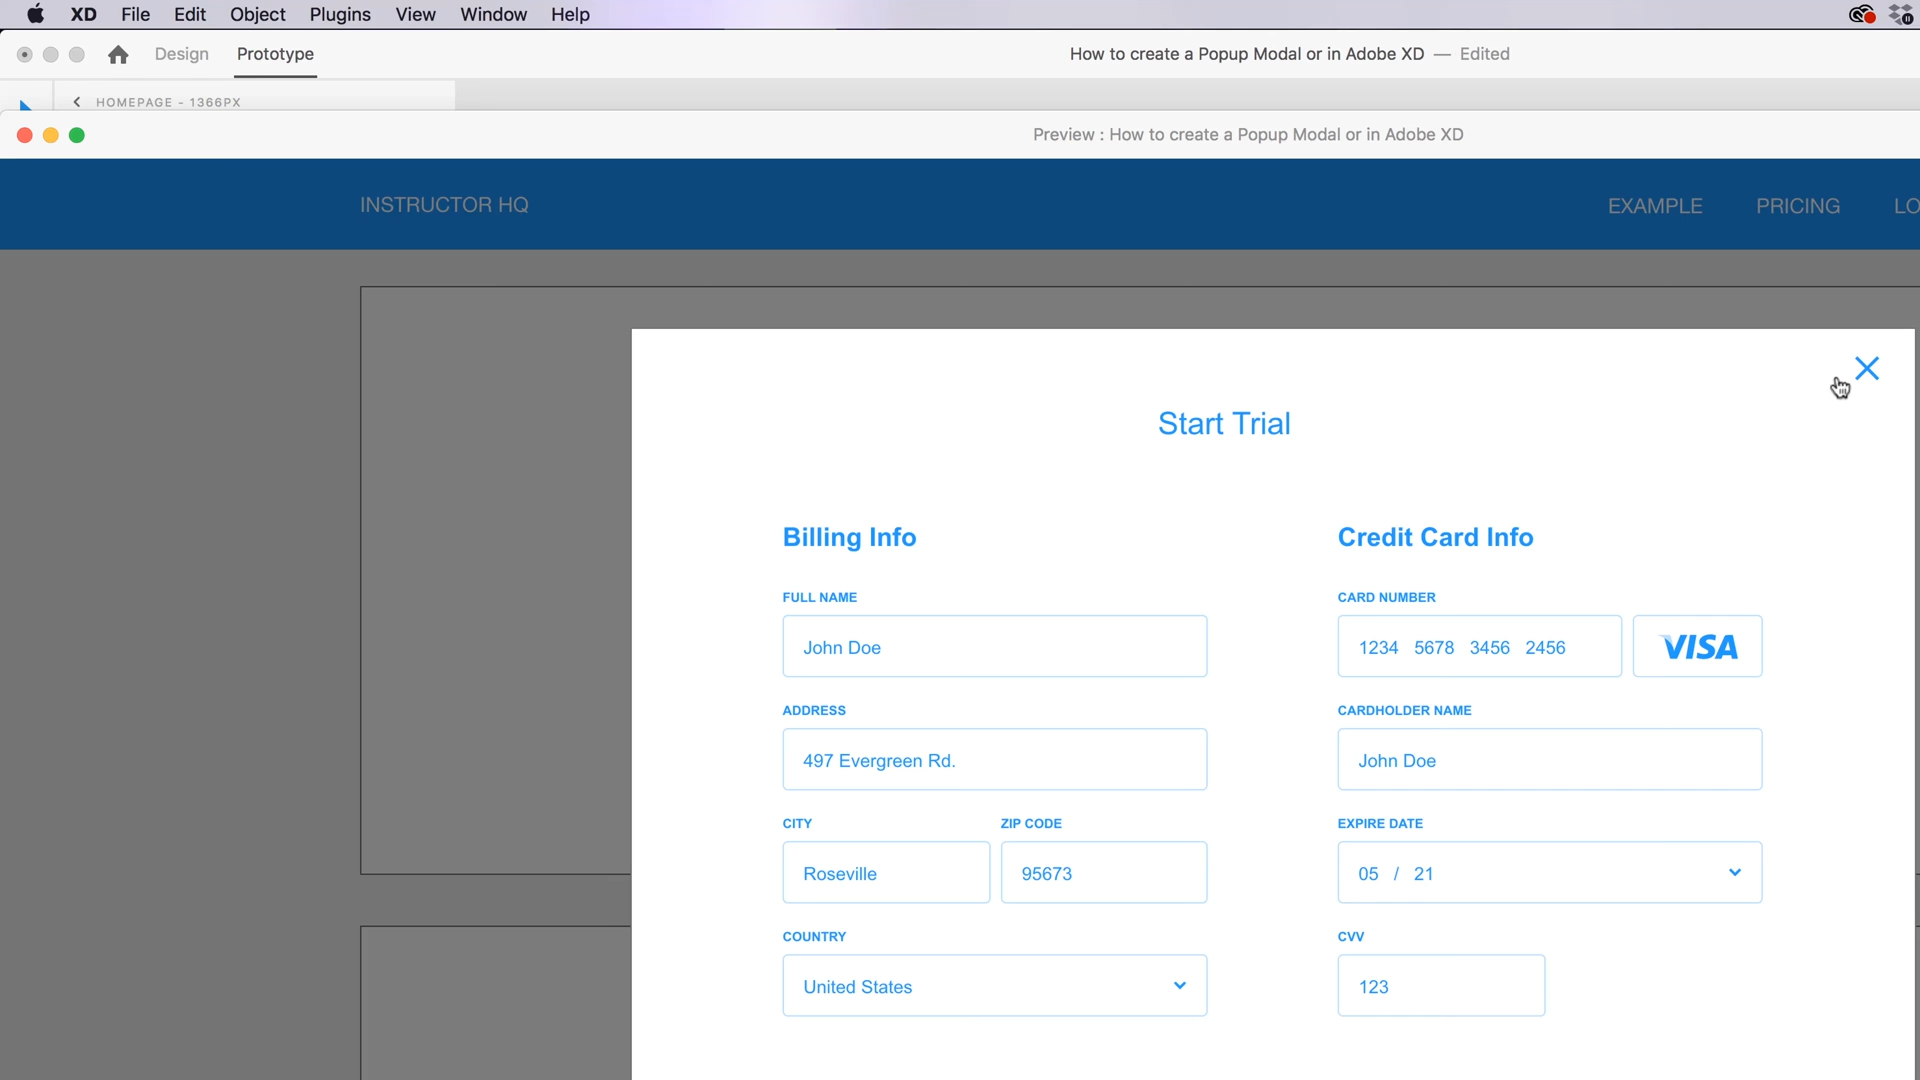 XD File Edit Object Plugins View Window Help
Design Prototype How to create a Popup Modal or in Adobe XD — Edited
HOMEPAGE - 1366PX
Preview : How to create a Popup Modal or in Adobe XD
INSTRUCTOR HQ EXAMPLE PRICING LO
Start Trial
Billing Info Credit Card Info
FULL NAME CARD NUMBER
John Doe 1234 5678 3456 2456 VISA
ADDRESS CARDHOLDER NAME
497 Evergreen Rd. John Doe
CITY ZIP CODE EXPIRE DATE
Roseville 95673 05 / 21
COUNTRY CVV
United States 123